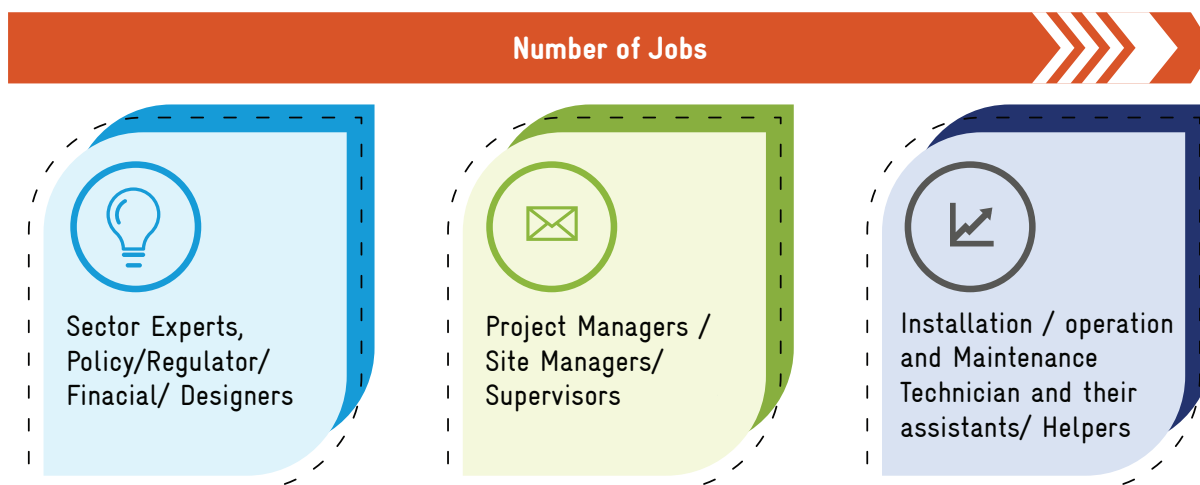 Number of Jobs
Sector Experts,
Policy/Regulator/
Finacial/ Designers
Project Managers /
Site Managers/
Supervisors
Installation / operation
and Maintenance
Technician and their
assistants/ Helpers